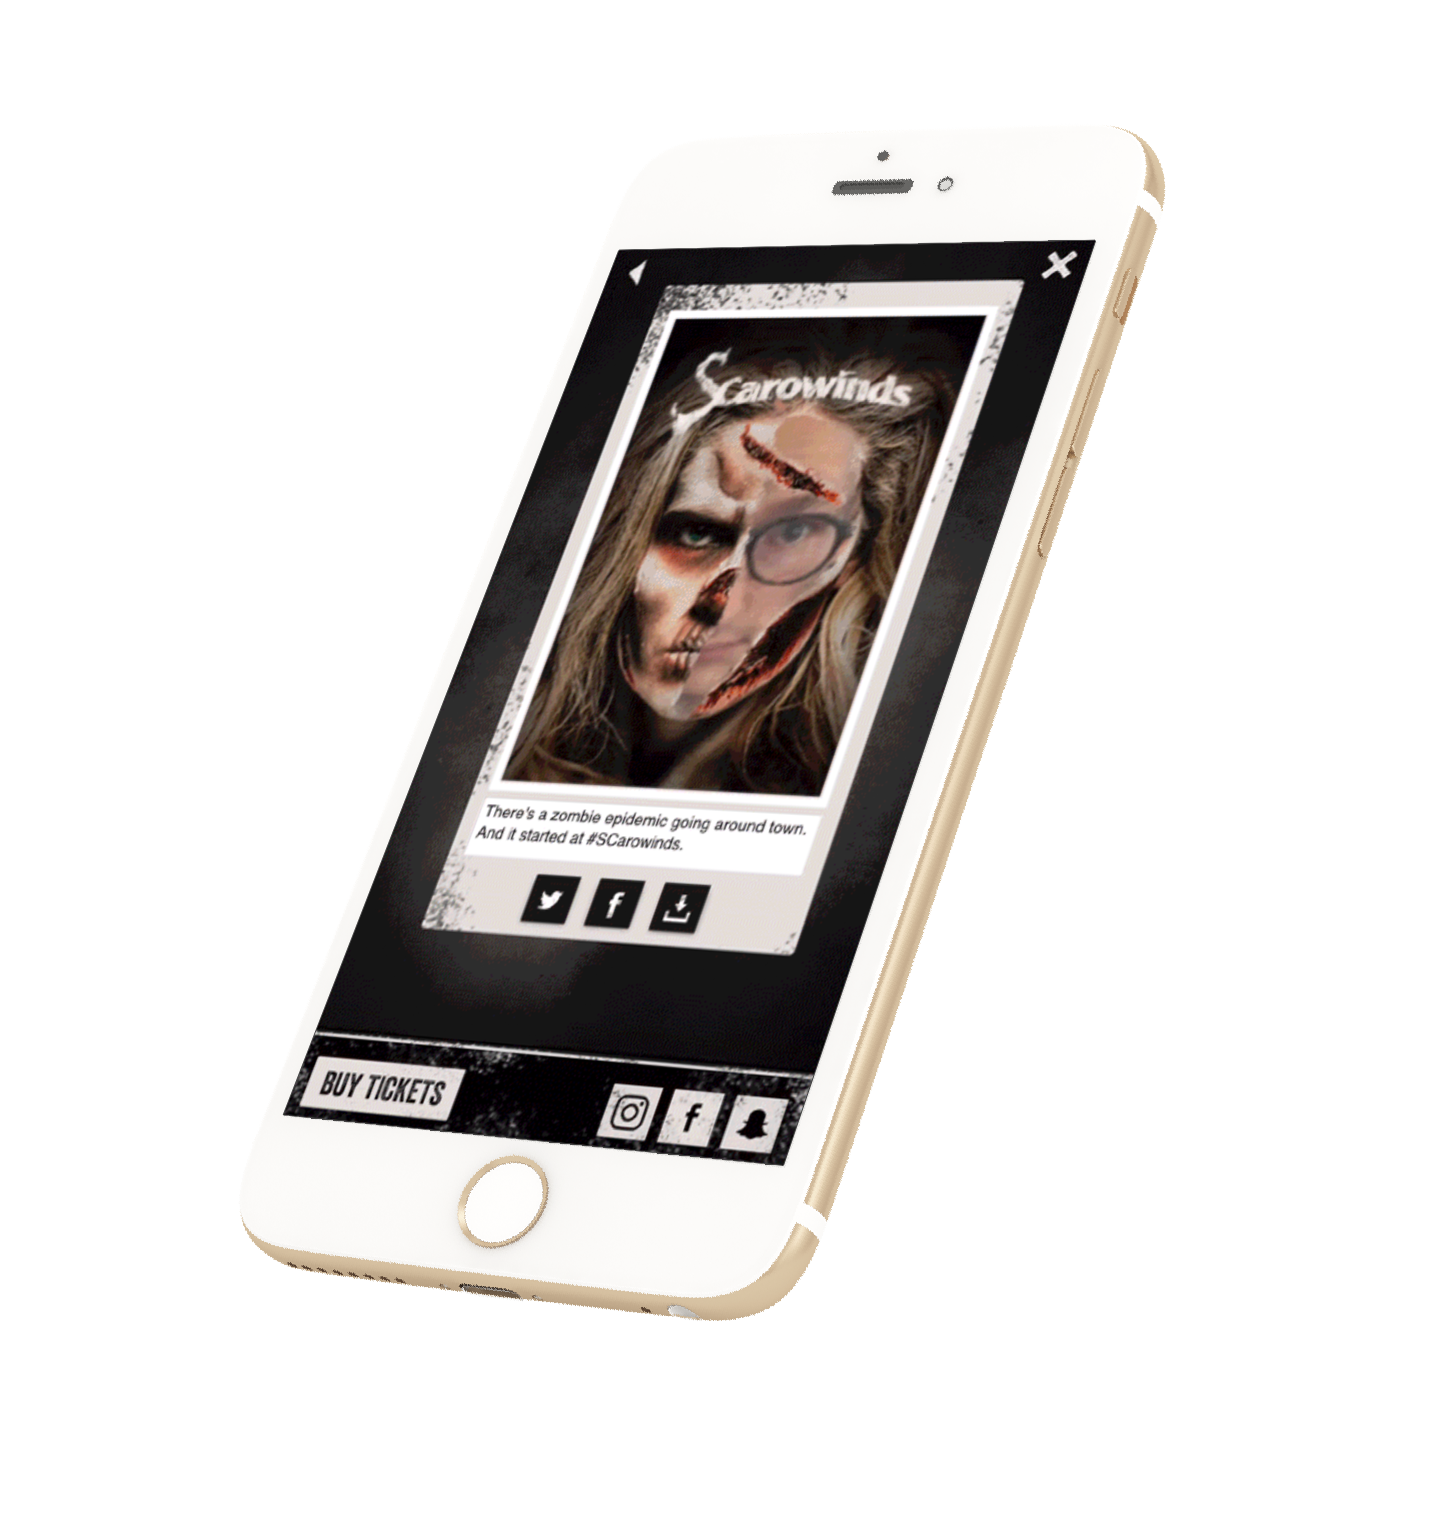 Scarowinds
There's a zombie epidemic going around town.
And it started at #SCarowinds.
BUY TICKETS